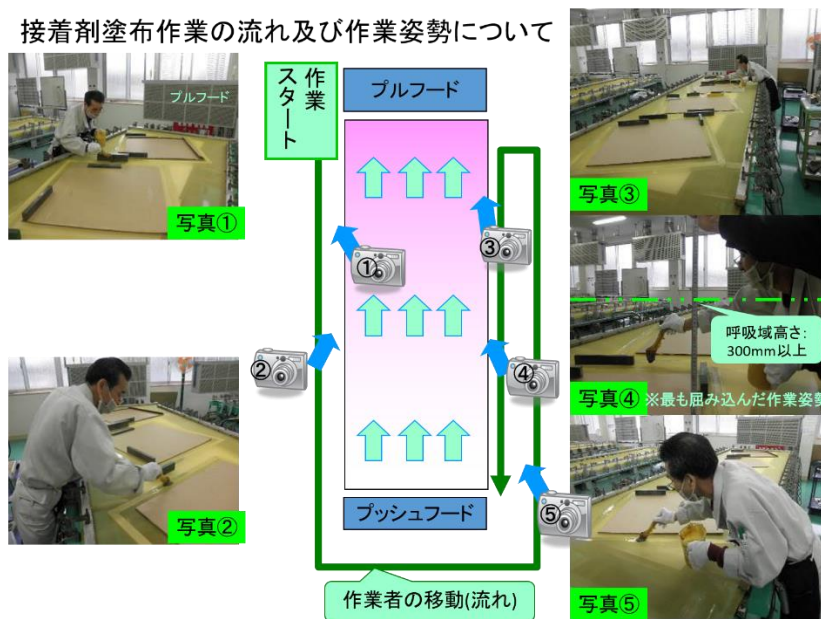 接着剤塗布作業の流れ及び作業姿勢について
プルフード
写真①
作業
スタート
プルフード
①
②
③
④
⑤
プッシュフード
作業者の移動(流れ)
写真②
写真③
呼吸域高さ:
300mm以上
写真④
※最も屈み込んだ作業姿勢
写真⑤